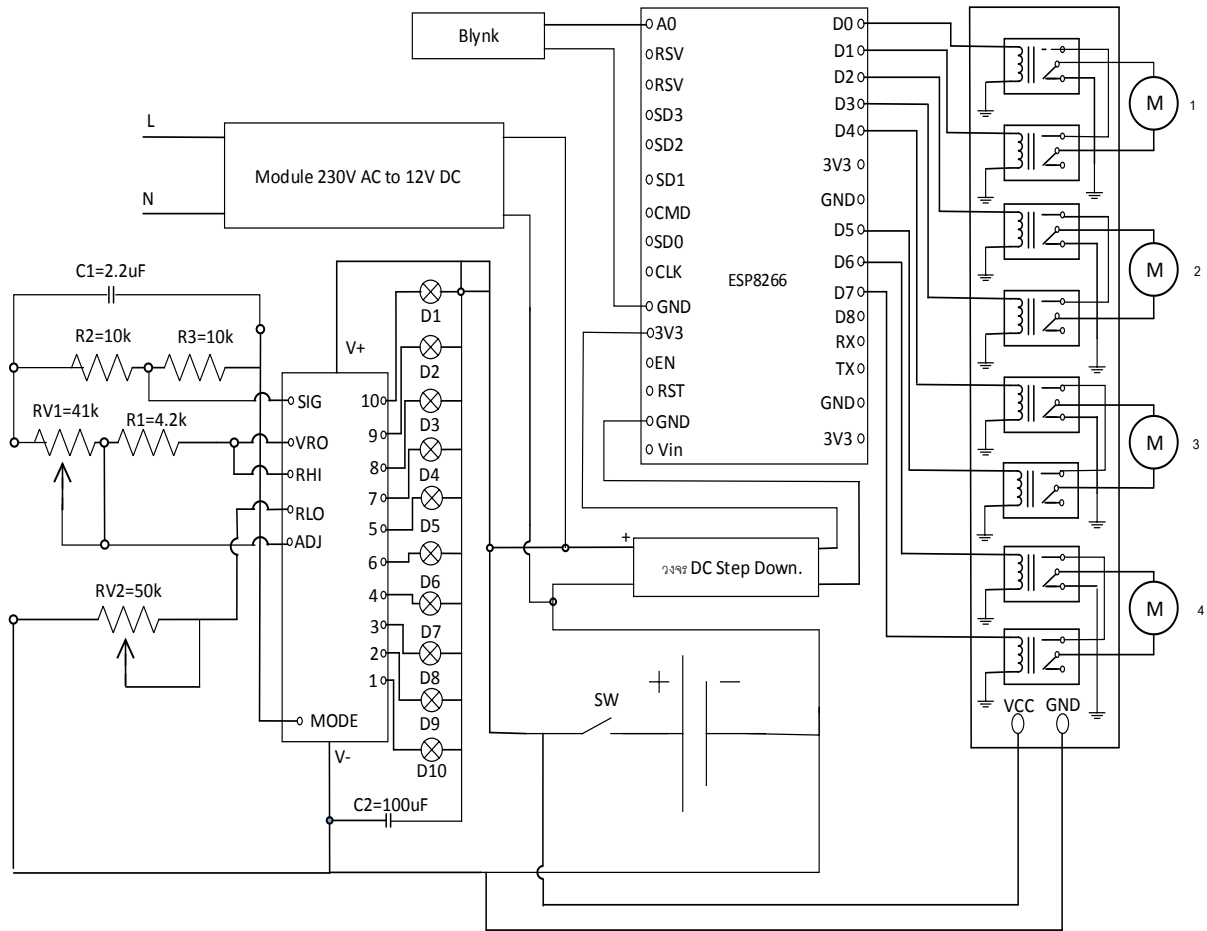 Blynk
L
N
Module 230V AC to 12V DC
A0
RSV
RSV
SD3
SD2
SD1
CMD
SD0
CLK
GND
3V3
EN
RST
GND
Vin
ESP8266
D0
D1
D2
D3
D4
3V3
GND
D5
D6
D7
D8
RX
TX
GND
3V3
M 1
M 2
M 3
M 4
VCC GND
C1=2.2uF
R2=10k R3=10k
RV1=41k R1=4.2k
RV2=50k
V+
SIG
VRO
RHI
RLO
ADJ
MODE
V-
10
9
8
7
5
6
4
3
2
1
D1
D2
D3
D4
D5
D6
D7
D8
D9
D10
C2=100uF
+
วงจร DC Step Down.
SW
+ −